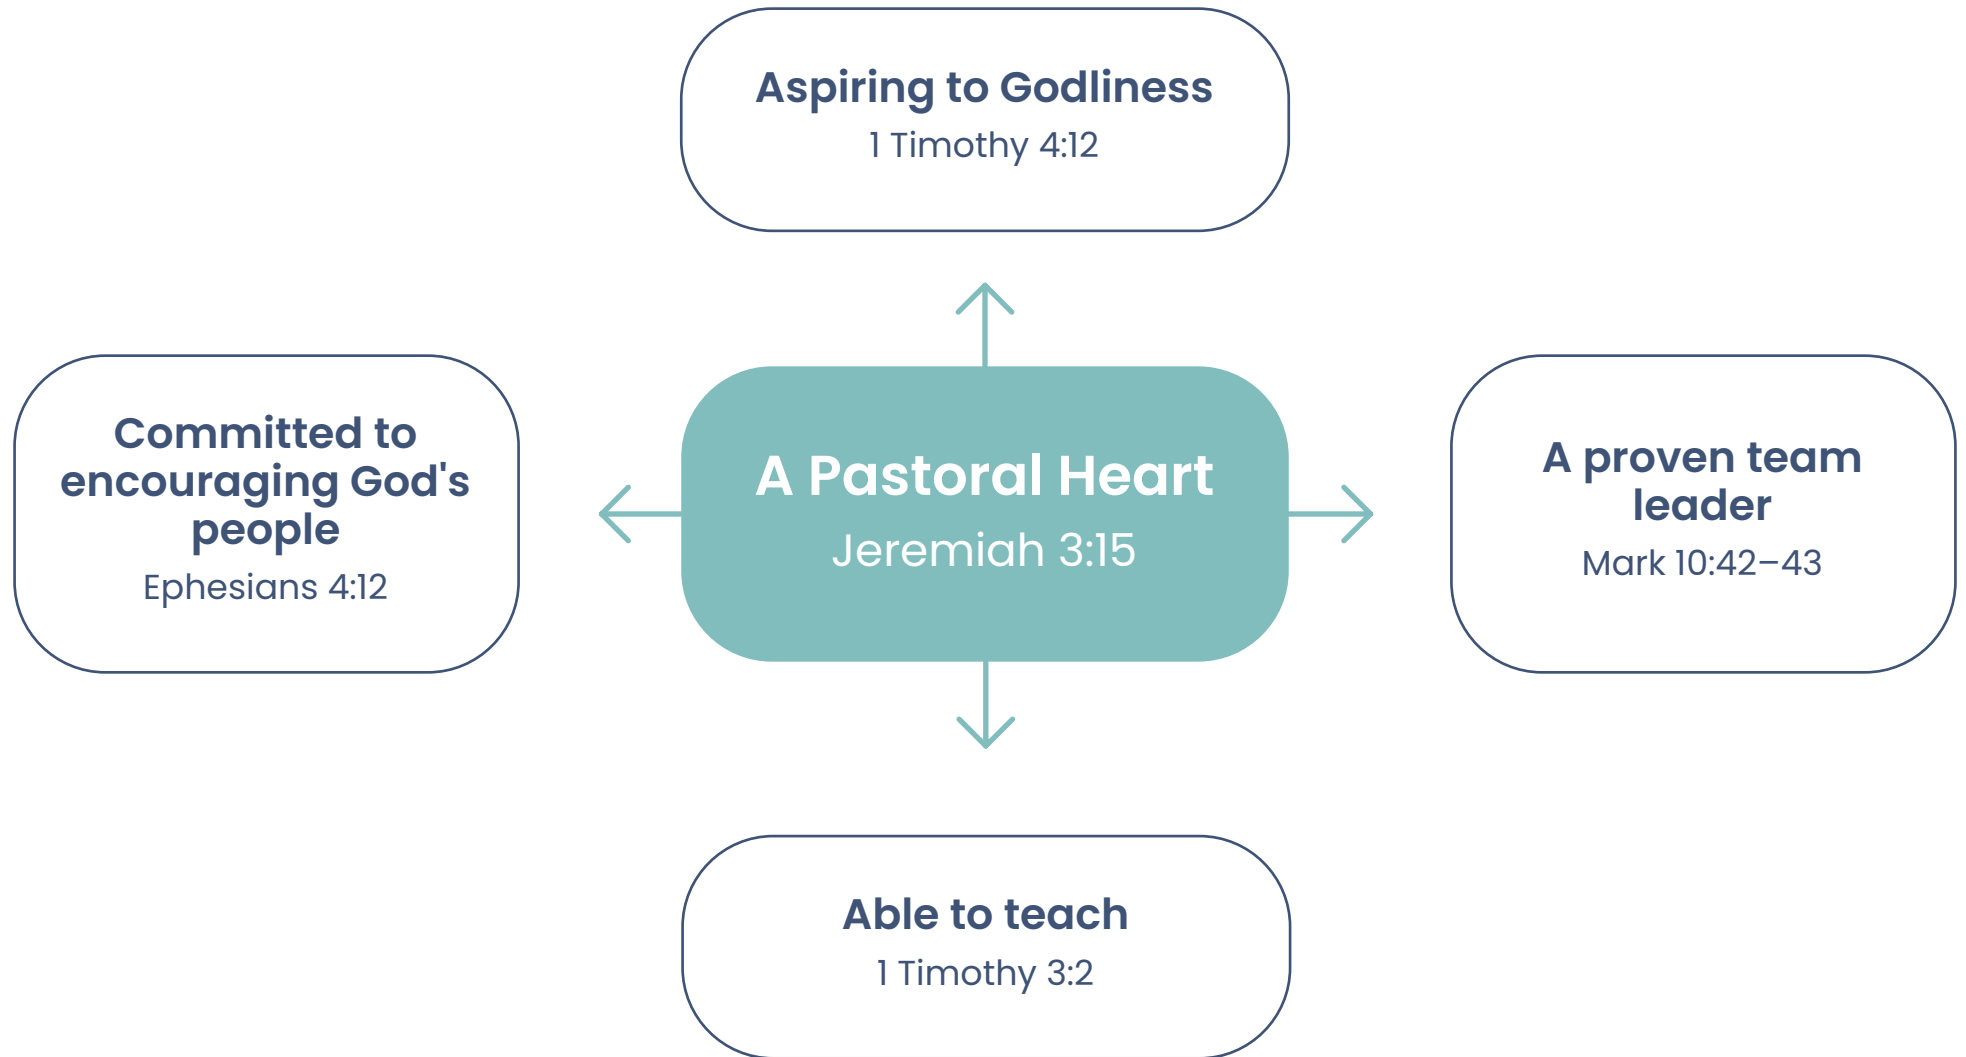 Aspiring to Godliness
1 Timothy 4:12
Committed to
encouraging God's
people
Ephesians 4:12
A Pastoral Heart
Jeremiah 3:15
A proven team
leader
Mark 10:42–43
Able to teach
1 Timothy 3:2